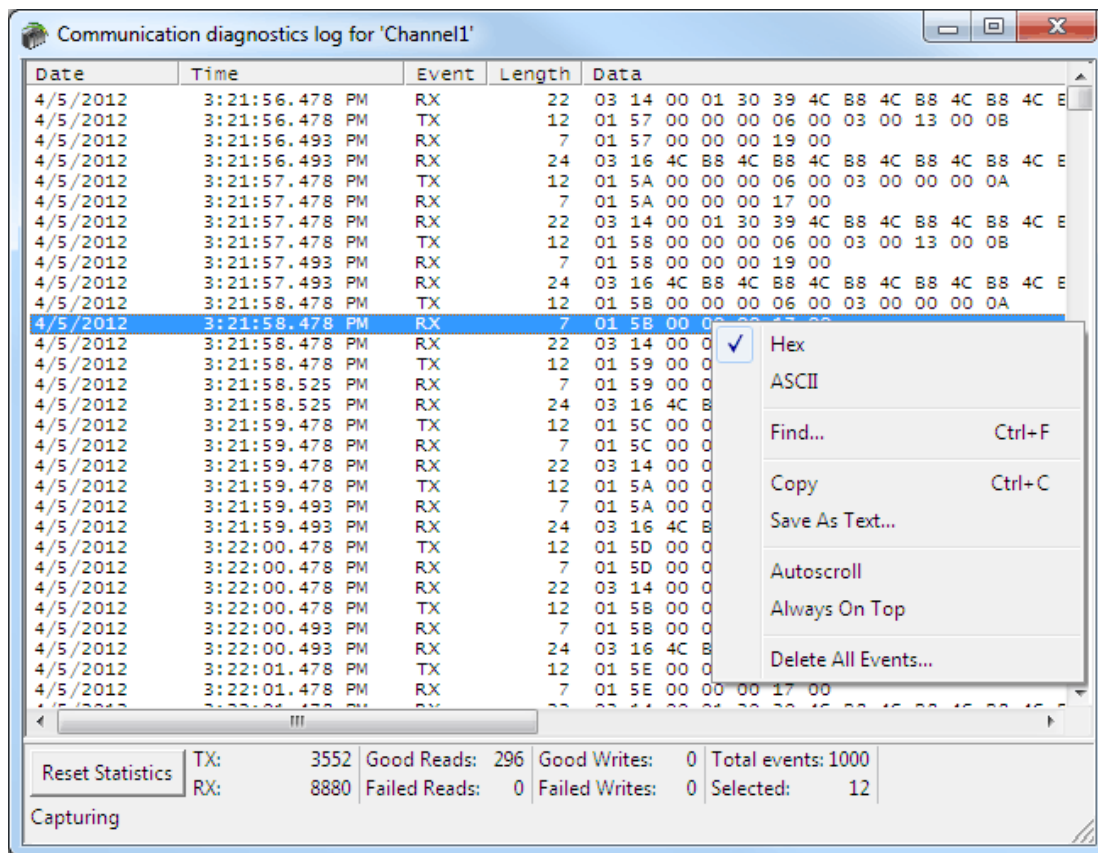 Communication diagnostics log for 'Channel1'
Date Time Event Length Data
4/5/2012 3:21:56.478 PM RX 22 03 14 00 01 30 39 4C B8 4C B8 4C B8 4C
4/5/2012 3:21:56.478 PM TX 12 01 57 00 00 00 06 00 03 00 13 00 0B
4/5/2012 3:21:56.493 PM RX 7 01 57 00 00 00 19 00
4/5/2012 3:21:56.493 PM RX 24 03 16 4C B8 4C B8 4C B8 4C B8 4C B8 4C
4/5/2012 3:21:57.478 PM TX 12 01 5A 00 00 00 06 00 03 00 00 00 0A
4/5/2012 3:21:57.478 PM RX 7 01 5A 00 00 00 17 00
4/5/2012 3:21:57.478 PM RX 22 03 14 00 01 30 39 4C B8 4C B8 4C B8 4C
4/5/2012 3:21:57.478 PM TX 12 01 58 00 00 00 06 00 03 00 13 00 0B
4/5/2012 3:21:57.493 PM RX 7 01 58 00 00 00 19 00
4/5/2012 3:21:57.493 PM RX 24 03 16 4C B8 4C B8 4C B8 4C B8 4C B8 4C
4/5/2012 3:21:58.478 PM TX 12 01 5B 00 00 00 06 00 03 00 00 00 0A
4/5/2012 3:21:58.478 PM RX 7 01 5B 00
4/5/2012 3:21:58.478 PM RX 22 03 14 00
Hex
4/5/2012 3:21:58.478 PM TX 12 01 59 00
4/5/2012 3:21:58.525 PM RX 7 01 59 00
ASCII
4/5/2012 3:21:58.525 PM RX 24 03 16 4C
4/5/2012 3:21:59.478 PM TX 12 01 5C 00
Find... Ctrl+F
4/5/2012 3:21:59.478 PM RX 7 01 5C 00
4/5/2012 3:21:59.478 PM RX 22 03 14 00
4/5/2012 3:21:59.478 PM TX 12 01 5A 00
Copy Ctrl+C
4/5/2012 3:21:59.493 PM RX 7 01 5A 00
4/5/2012 3:21:59.493 PM RX 24 03 16 4C
Save As Text...
4/5/2012 3:22:00.478 PM TX 12 01 5D 00
4/5/2012 3:22:00.478 PM RX 7 01 5D 00
Autoscroll
4/5/2012 3:22:00.478 PM RX 22 03 14 00
4/5/2012 3:22:00.478 PM TX 12 01 5B 00
Always On Top
4/5/2012 3:22:00.493 PM RX 7 01 5B 00
4/5/2012 3:22:00.493 PM RX 24 03 16 4C
Delete All Events...
4/5/2012 3:22:01.478 PM TX 12 01 5E 00
4/5/2012 3:22:01.478 PM RX 7 01 5E 00 00 00 17 00
Reset Statistics
TX: 3552 Good Reads: 296 Good Writes: 0 Total events: 1000
RX: 8880 Failed Reads: 0 Failed Writes: 0 Selected: 12
Capturing